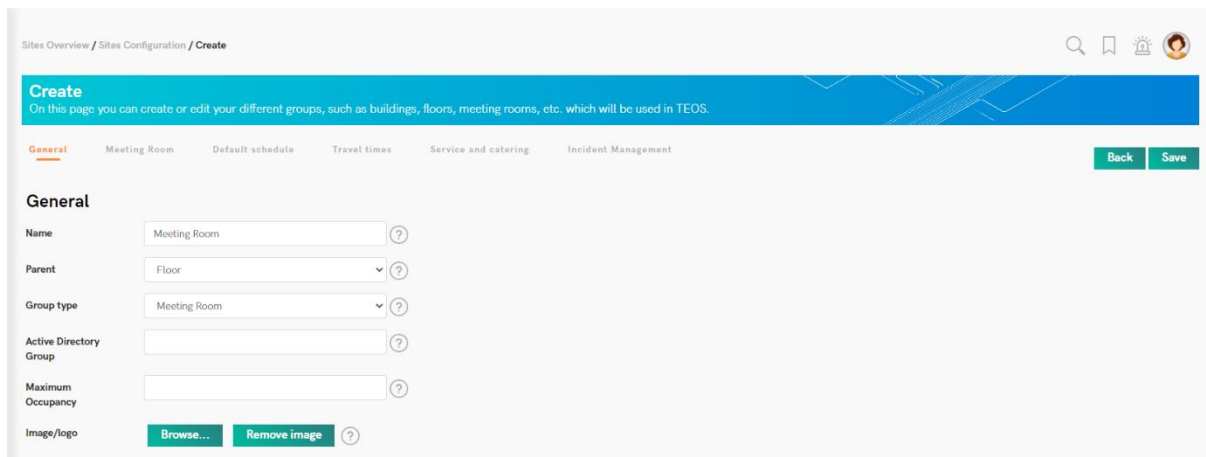 Sites Overview / Sites Configuration / Create
Create
On this page you can create or edit your different groups, such as buildings, floors, meeting rooms, etc. which will be used in TEOS.
General Meeting Room Default schedule Travel times Service and catering Incident Management
Back Save
General
Name Meeting Room ?
Parent Floor ?
Group type Meeting Room ?
Active Directory
Group ?
Maximum
Occupancy ?
Image/logo Browse... Remove image ?